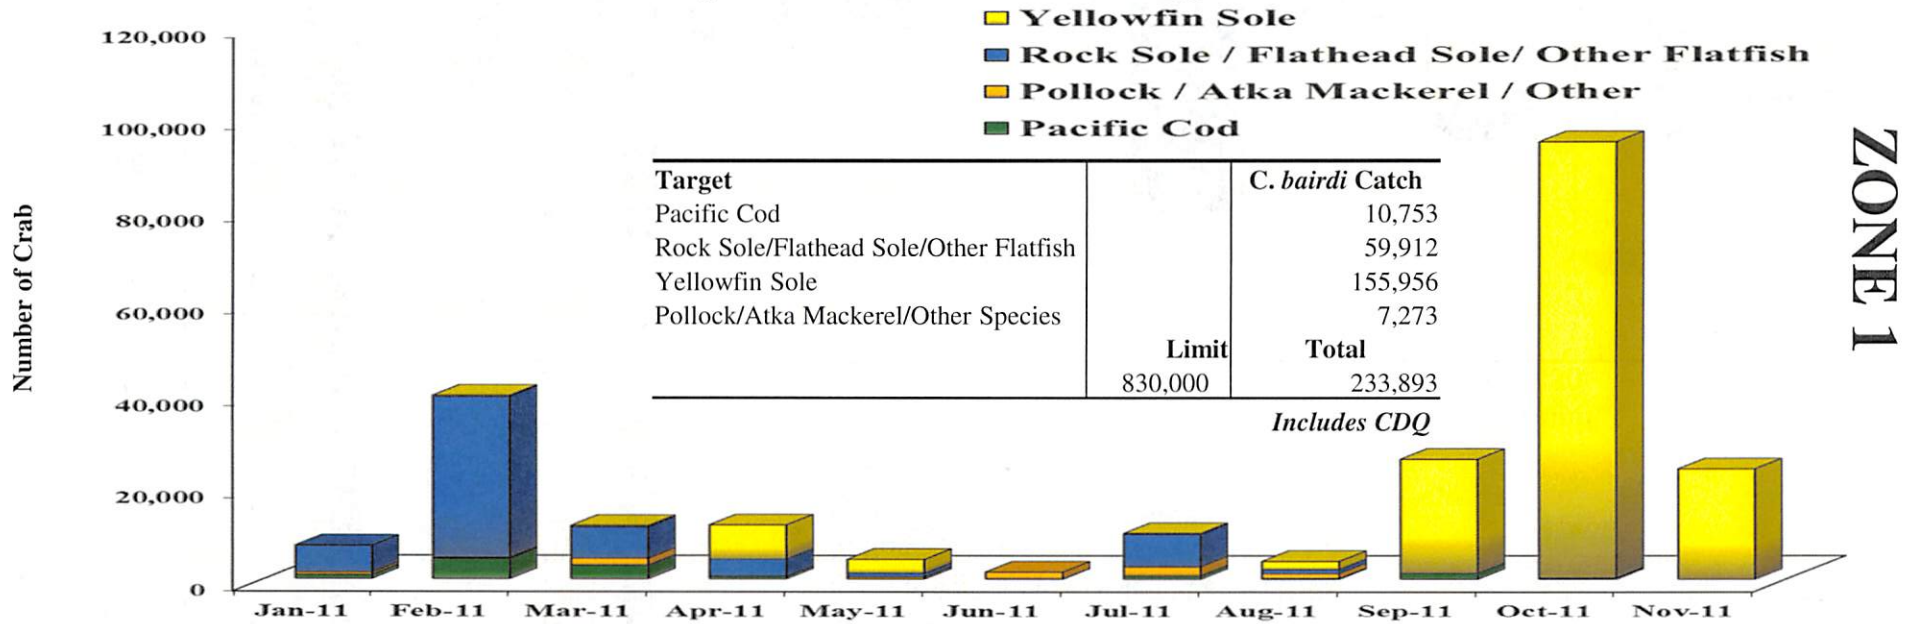 Yellowfin Sole
Rock Sole / Flathead Sole/ Other Flatfish
Pollock / Atka Mackerel / Other
Pacific Cod
120,000
100,000
80,000
60,000
40,000
20,000
0
Number of Crab
Target C. bairdi Catch
Pacific Cod 10,753
Rock Sole/Flathead Sole/Other Flatfish 59,912
Yellowfin Sole 155,956
Pollock/Atka Mackerel/Other Species 7,273
Limit Total
830,000 233,893
Includes CDQ
ZONE 1
Jan-11 Feb-11 Mar-11 Apr-11 May-11 Jun-11 Jul-11 Aug-11 Sep-11 Oct-11 Nov-11